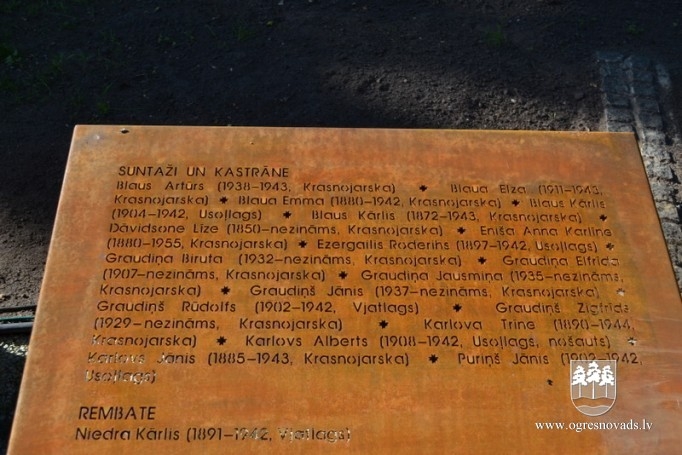 SUNTAŽI UN KASTRĀNE
Blaus Artūrs (1938–1943, Krasnojarska) ✦ Blaua Elza (1911–1943,
Krasnojarska) ✦ Blaua Emma (1880–1942, Krasnojarska) ✦ Blaus Kārlis
(1904–1942, Usoļlags) ✦ Blaus Kārlis (1872–1943, Krasnojarska) ✦
Dāvidsone Līze (1850–nezināms, Krasnojarska) ✦ Eniša Anna Karlīne
(1880–1955, Krasnojarska) ✦ Ezergailis Roderihs (1897–1942, Usoļlags) ✦
Graudiņa Biruta (1932–nezināms, Krasnojarska) ✦ Graudiņa Elfrīda
(1907–nezināms, Krasnojarska) ✦ Graudiņa Jausmiņa (1935–nezināms,
Krasnojarska) ✦ Graudiņš Jānis (1937–nezināms, Krasnojarska) ✦
Graudiņš Rūdolfs (1902–1942, Vjatlags) ✦ Graudiņš Zigfrīds
(1929–nezināms, Krasnojarska) ✦ Karlova Trīne (1890–1944,
Krasnojarska) ✦ Karlovs Alberts (1908–1942, Usoļlags, nošauts) ✦
Karlovs Jānis (1885–1943, Krasnojarska) ✦ Puriņš Jānis (1902–1942,
Usoļlags)
REMBATE
Niedra Kārlis (1891–1942, Vjatlags)
www.ogresnovads.lv